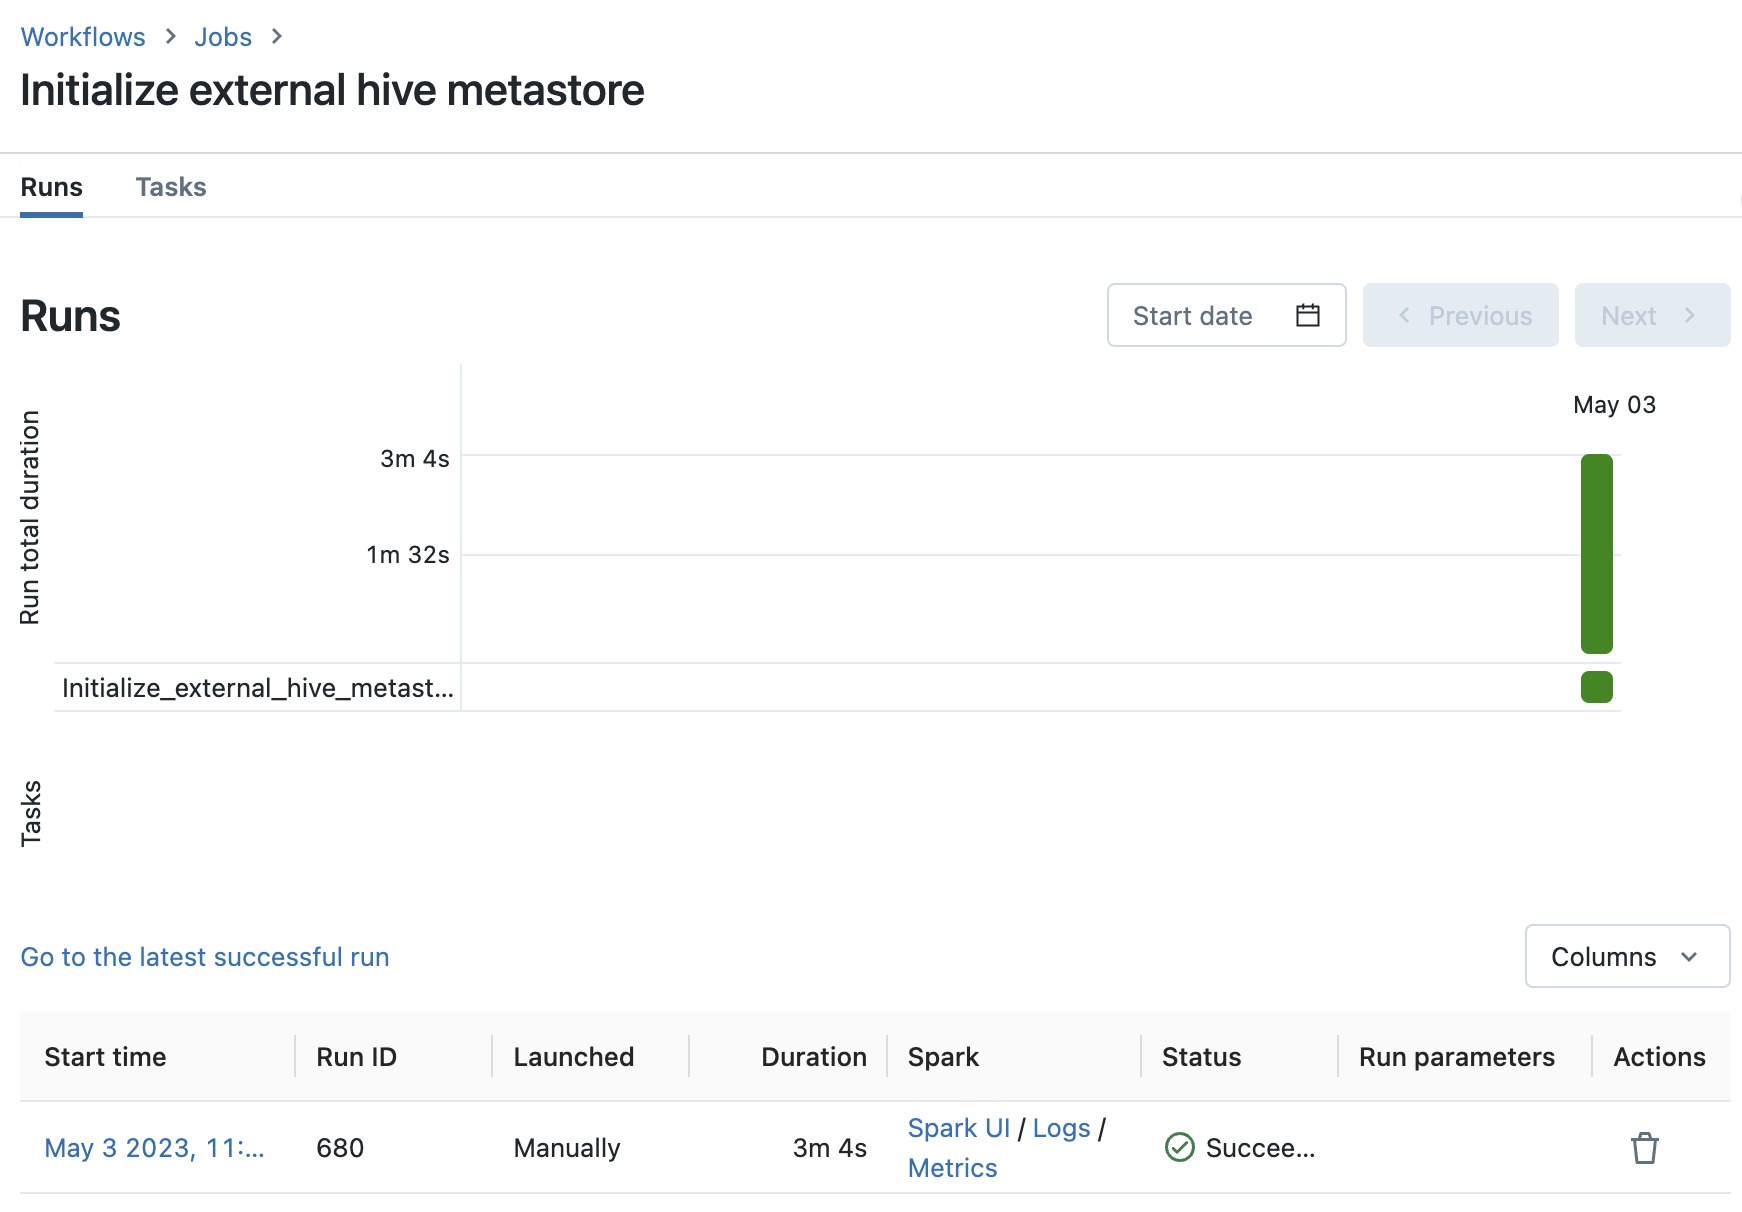 Workflows > Jobs >
Initialize external hive metastore
Runs Tasks
Runs
Start date
< Previous
Next >
May 03
Run total duration
3m 4s
1m 32s
Initialize_external_hive_metast...
Tasks
Go to the latest successful run
Columns
Start time Run ID Launched Duration Spark Status Run parameters Actions
May 3 2023, 11:... 680 Manually 3m 4s Spark UI / Logs / Succee...
Metrics